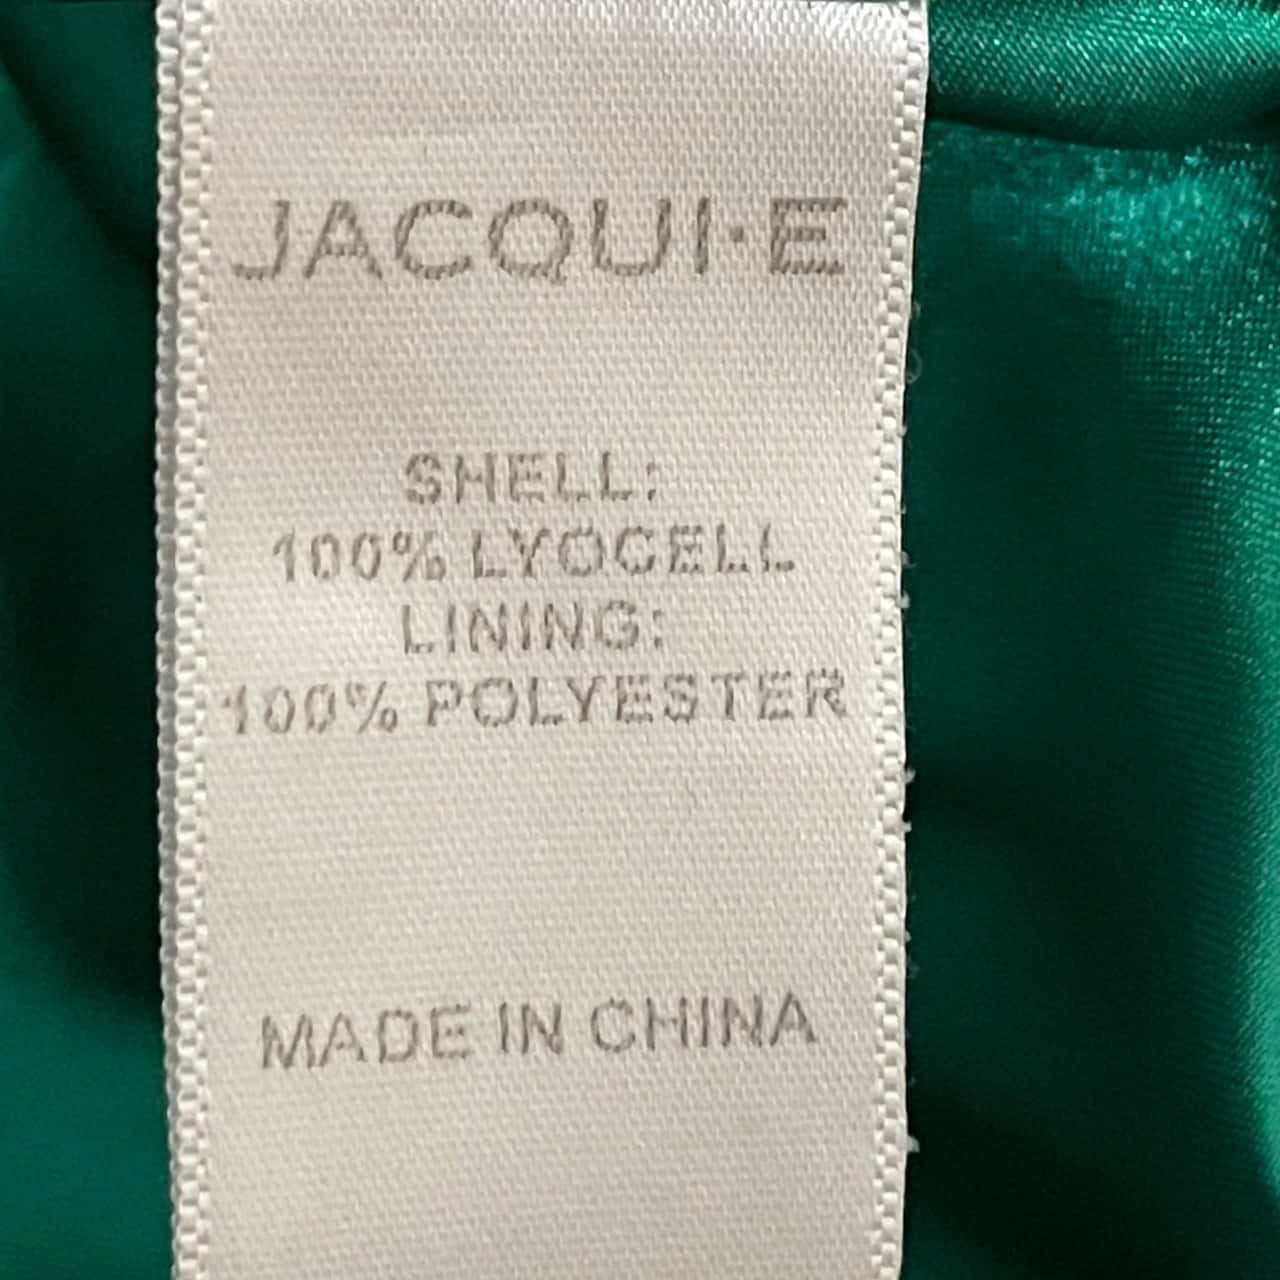 JACQUI·E
SHELL:
100% LYOCELL
LINING:
100% POLYESTER
MADE IN CHINA